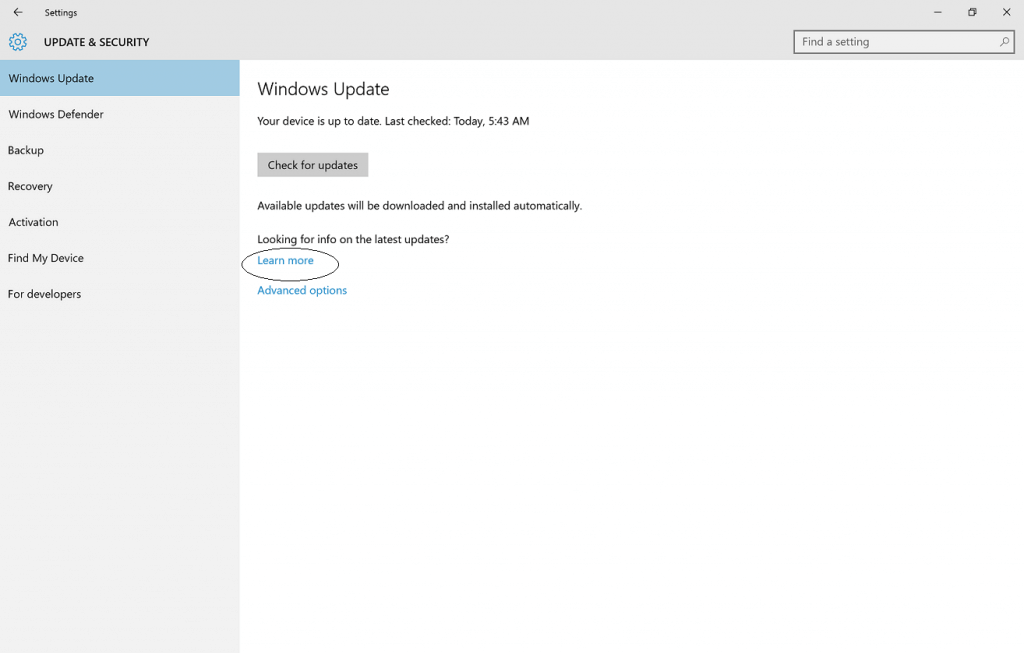 Settings
UPDATE & SECURITY
Find a setting
Windows Update
Windows Defender
Backup
Recovery
Activation
Find My Device
For developers
Windows Update
Your device is up to date. Last checked: Today, 5:43 AM
Check for updates
Available updates will be downloaded and installed automatically.
Looking for info on the latest updates?
Learn more
Advanced options